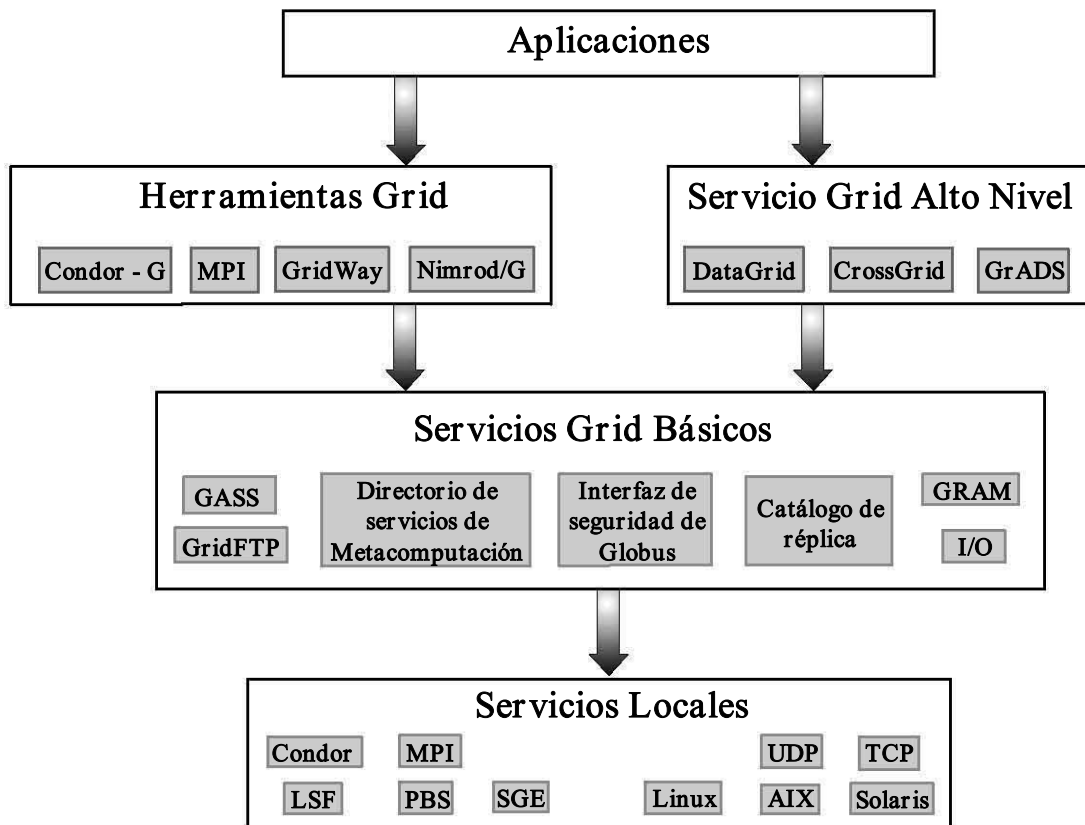 Aplicaciones
Herramientas Grid
Condor - G
MPI
GridWay
Nimrod/G
Servicio Grid Alto Nivel
DataGrid
CrossGrid
GrADS
Servicios Grid Básicos
GASS
GridFTP
Directorio de
servicios de
Metacomputación
Interfaz de
seguridad de
Globus
Catálogo de
réplica
GRAM
I/O
Servicios Locales
Condor
MPI
UDP
TCP
LSF
PBS
SGE
Linux
AIX
Solaris